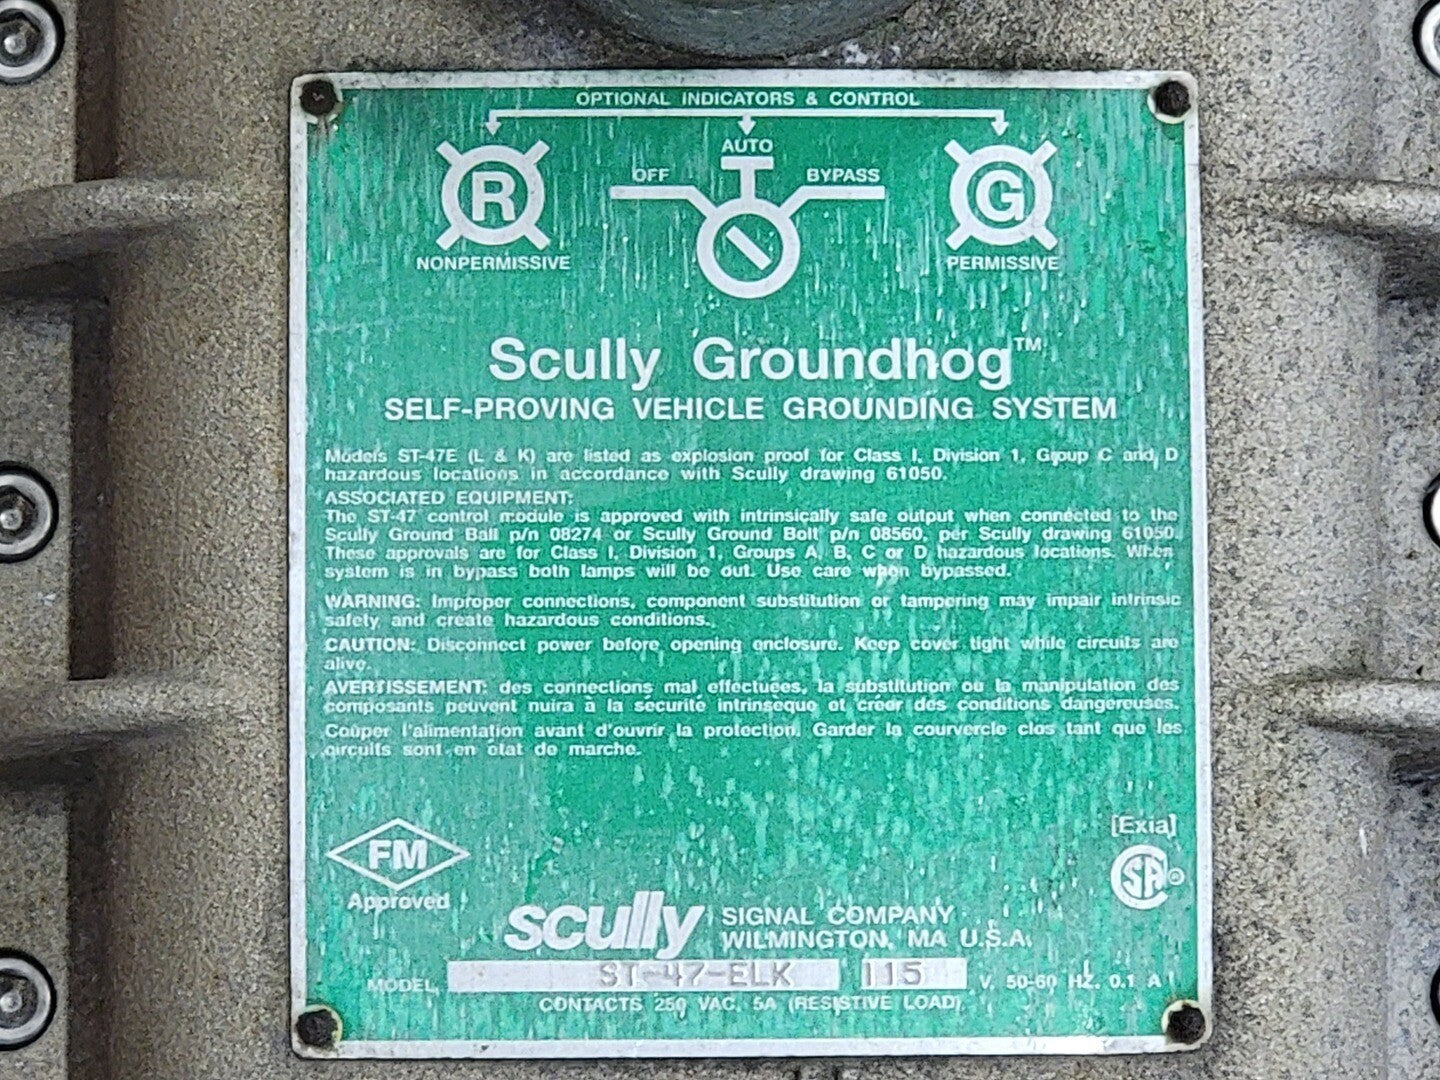 OPTIONAL INDICATORS & CONTROL
AUTO
OFF
BYPASS
R
G
NONPERMISSIVE
PERMISSIVE
Scully Groundhog™
SELF-PROVING VEHICLE GROUNDING SYSTEM
Models ST-47E (L & K) are listed as explosion proof for Class I, Division 1, Group C and D
hazardous locations in accordance with Scully drawing 61050.
ASSOCIATED EQUIPMENT:
The ST-47 control module is approved with intrinsically safe output when connected to the
Scully Ground Ball p/n 08274 or Scully Ground Bolt p/n 08560, per Scully drawing 61050.
These approvals are for Class I, Division 1, Groups A, B, C or D hazardous locations. When
system is in bypass both lamps will be out. Use care when bypassed.
WARNING: Improper connections, component substitution or tampering may impair intrinsic
safety and create hazardous conditions.
CAUTION: Disconnect power before opening enclosure. Keep cover tight while circuits are
alive.
AVERTISSEMENT: des connections mal effectuées, la substitution ou la manipulation des
composants peuvent nuira à la sécurité intrinseque et créer des conditions dangereuses.
Couper l'alimentation avant d'ouvrir la protection. Garder le courvercle clos tant que les
circuits sont en état de marche.
[Exia]
FM
Approved
SA ®
scully SIGNAL COMPANY
WILMINGTON, MA U.S.A.
MODEL ST-47-ELK 115 V. 50-60 HZ. 0.1 A
CONTACTS 250 VAC, 5A (RESISTIVE LOAD)